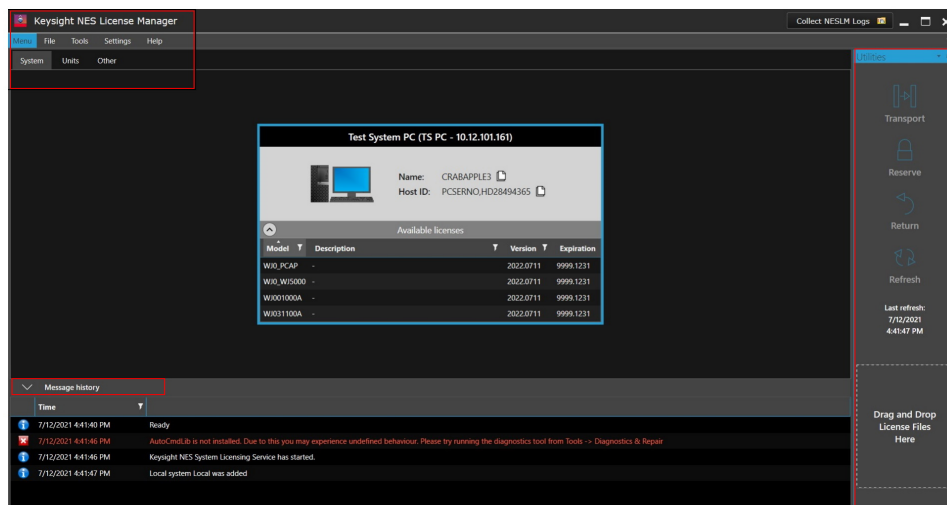 Keysight NES License Manager
Collect NESLM Logs
Menu File Tools Settings Help
System Units Other
Utilities
Transport
Reserve
Return
Refresh
Last refresh:
7/12/2021
4:41:47 PM
Drag and Drop
License Files
Here
Test System PC (TS PC - 10.12.101.161)
Name: CRABAPPLE3
Host ID: PCSERNO,HD28494365
Available licenses
Model Description Version Expiration
WJ0_PCAP - 2022.0711 9999.1231
WJ0_WJ5000 - 2022.0711 9999.1231
WJ001000A - 2022.0711 9999.1231
WJ031100A - 2022.0711 9999.1231
Message history
Time
7/12/2021 4:41:40 PM Ready
7/12/2021 4:41:46 PM AutoCmdLib is not installed. Due to this you may experience undefined behaviour. Please try running the diagnostics tool from Tools -> Diagnostics & Repair
7/12/2021 4:41:46 PM Keysight NES System Licensing Service has started.
7/12/2021 4:41:47 PM Local system Local was added